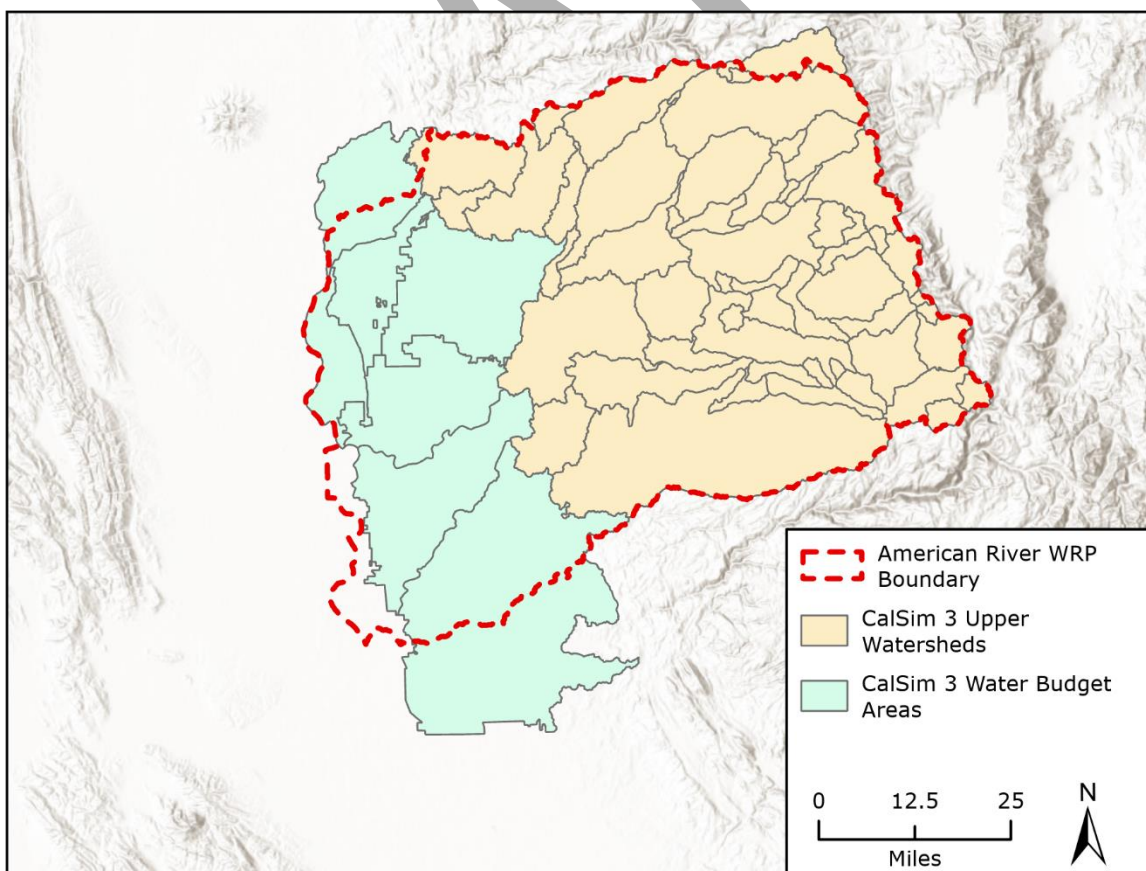 American River WRP
Boundary
CalSim 3 Upper
Watersheds
CalSim 3 Water Budget
Areas
0 12.5 25
Miles
N